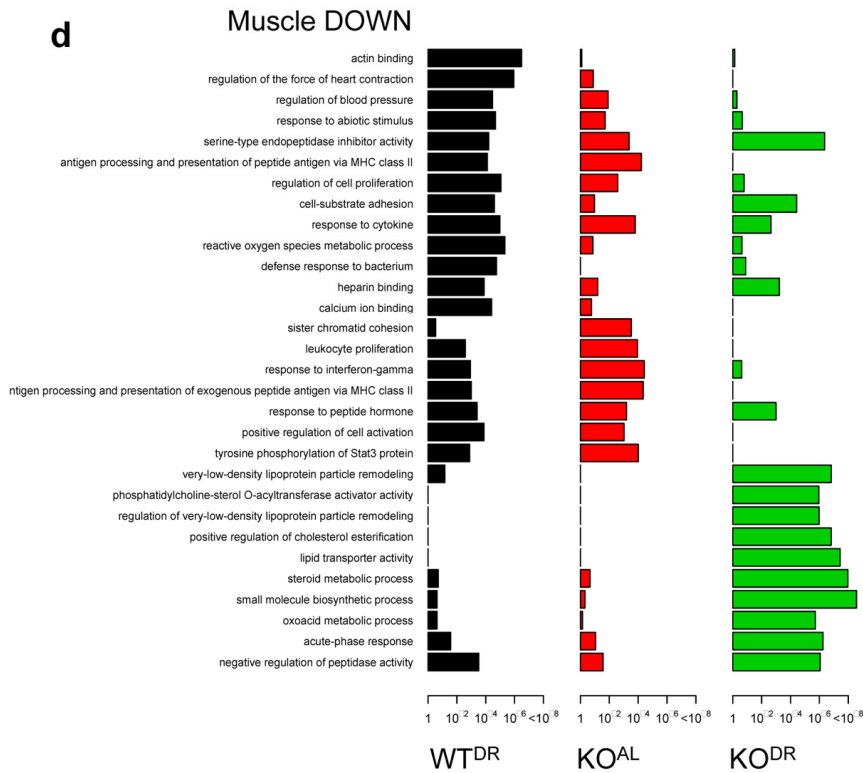 d
Muscle DOWN
actin binding
regulation of the force of heart contraction
regulation of blood pressure
response to abiotic stimulus
serine-type endopeptidase inhibitor activity
antigen processing and presentation of peptide antigen via MHC class II
regulation of cell proliferation
cell-substrate adhesion
response to cytokine
reactive oxygen species metabolic process
defense response to bacterium
heparin binding
calcium ion binding
sister chromatid cohesion
leukocyte proliferation
response to interferon-gamma
ntigen processing and presentation of exogenous peptide antigen via MHC class II
response to peptide hormone
positive regulation of cell activation
tyrosine phosphorylation of Stat3 protein
very-low-density lipoprotein particle remodeling
phosphatidylcholine-sterol O-acyltransferase activator activity
regulation of very-low-density lipoprotein particle remodeling
positive regulation of cholesterol esterification
lipid transporter activity
steroid metabolic process
small molecule biosynthetic process
oxoacid metabolic process
acute-phase response
negative regulation of peptidase activity
1 10□2 10□4 10□6 <10□8 1 10□2 10□4 10□6 <10□8 1 10□2 10□4 10□6 <10□8
WTDR KOAL KODR